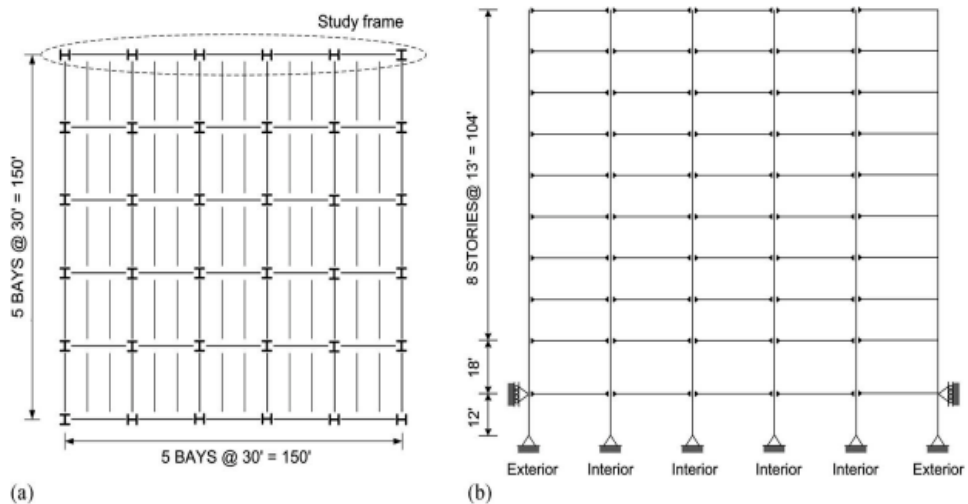 Study frame
5 BAYS @ 30' = 150'
5 BAYS @ 30' = 150'
(a)
8 STORIES@ 13' = 104'
18'
12'
Exterior Interior Interior Interior Interior Exterior
(b)